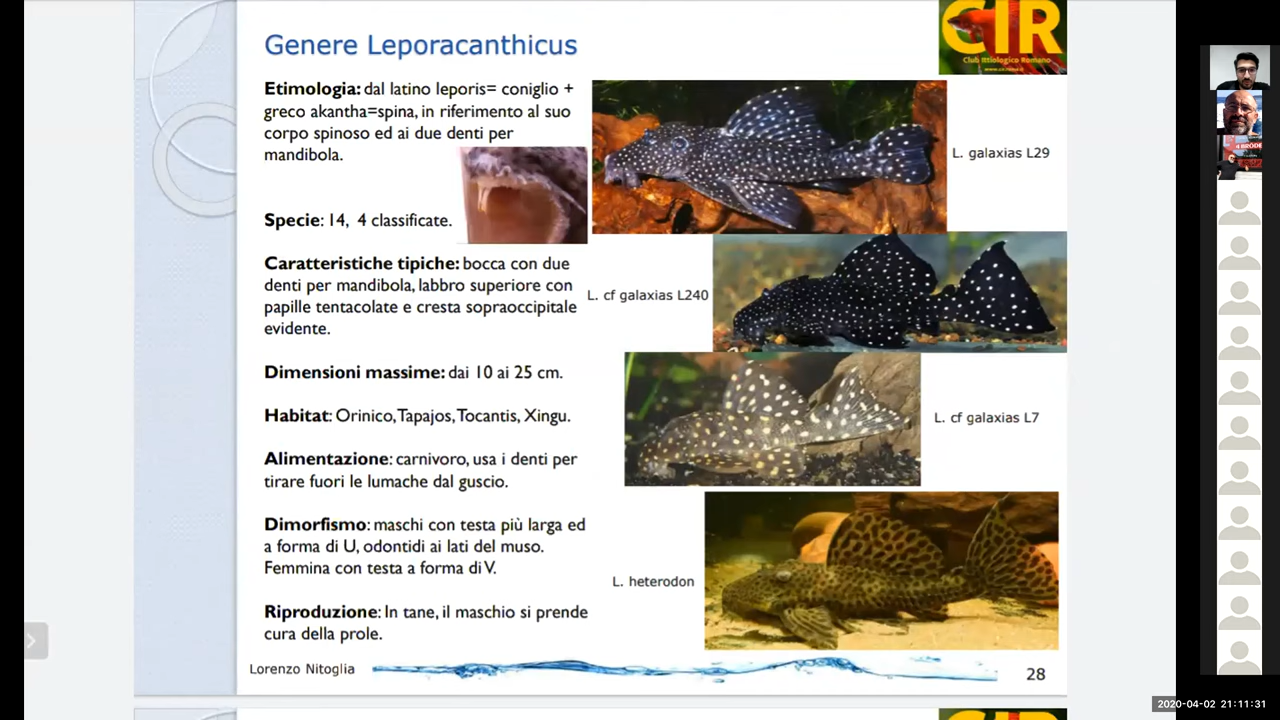 Genere Leporacanthicus
CIR
Club Ittiologico Romano
www.cir.roma.it
Etimologia: dal latino leporis= coniglio +
greco akantha=spina, in riferimento al suo
corpo spinoso ed ai due denti per
mandibola.
L. galaxias L29
Specie: 14, 4 classificate.
Caratteristiche tipiche: bocca con due
denti per mandibola, labbro superiore con
papille tentacolate e cresta sopraoccipitale
evidente.
L. cf galaxias L240
Dimensioni massime: dai 10 ai 25 cm.
Habitat: Orinico, Tapajos, Tocantis, Xingu.
L. cf galaxias L7
Alimentazione: carnivoro, usa i denti per
tirare fuori le lumache dal guscio.
Dimorfismo: maschi con testa più larga ed
a forma di U, odontidi ai lati del muso.
Femmina con testa a forma di V.
L. heterodon
Riproduzione: In tane, il maschio si prende
cura della prole.
Lorenzo Nitoglia
28
2020-04-02 21:11:31